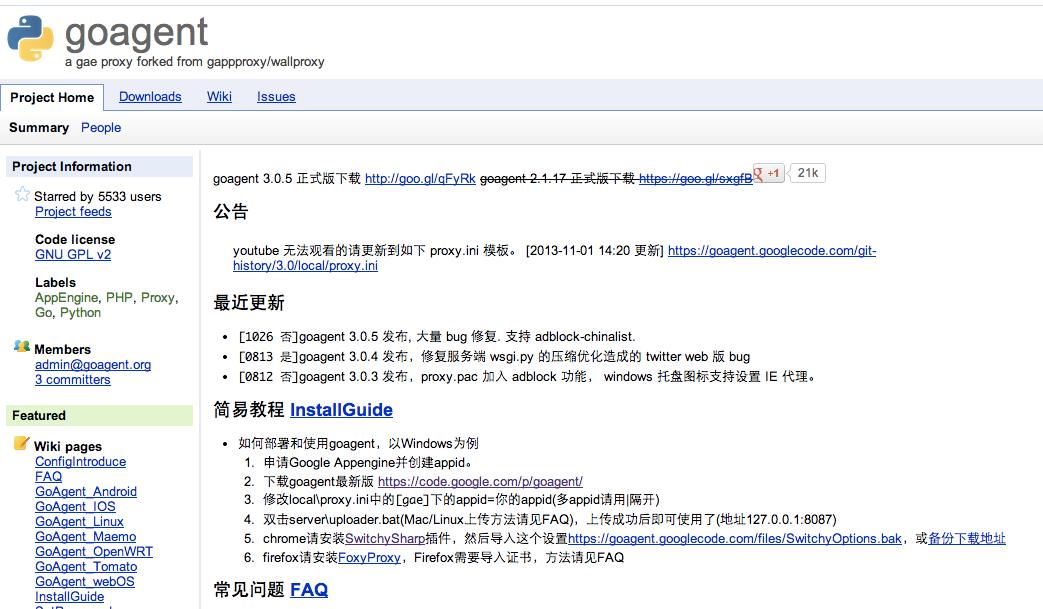 goagent
a gae proxy forked from gappproxy/wallproxy
Project Home Downloads Wiki Issues
Summary People
Project Information
Starred by 5533 users
Project feeds
Code license
GNU GPL v2
Labels
AppEngine, PHP, Proxy,
Go, Python
Members
admin@goagent.org
3 committers
Featured
Wiki pages
ConfigIntroduce
FAQ
GoAgent_Android
GoAgent_IOS
GoAgent_Linux
GoAgent_Maemo
GoAgent_OpenWRT
GoAgent_Tomato
GoAgent_webOS
InstallGuide
goagent 3.0.5 正式版下载 http://goo.gl/qFyRk goagent 2.1.17 正式版下载 https://goo.gl/sxgfB +1 21k
公告
youtube 无法观看的请更新到如下 proxy.ini 模板。 [2013-11-01 14:20 更新] https://goagent.googlecode.com/git-
history/3.0/local/proxy.ini
最近更新
• [1026 否]goagent 3.0.5 发布, 大量 bug 修复. 支持 adblock-chinalist.
• [0813 是]goagent 3.0.4 发布，修复服务端 wsgi.py 的压缩优化造成的 twitter web 版 bug
• [0812 否]goagent 3.0.3 发布，proxy.pac 加入 adblock 功能， windows 托盘图标支持设置 IE 代理。
简易教程 InstallGuide
• 如何部署和使用goagent，以Windows为例
1. 申请Google Appengine并创建appid。
2. 下载goagent最新版 https://code.google.com/p/goagent/
3. 修改local\proxy.ini中的[gae]下的appid=你的appid(多appid请用|隔开)
4. 双击server\uploader.bat(Mac/Linux上传方法请见FAQ)，上传成功后即可使用了(地址127.0.0.1:8087)
5. chrome请安装SwitchySharp插件，然后导入这个设置https://goagent.googlecode.com/files/SwitchyOptions.bak，或备份下载地址
6. firefox请安装FoxyProxy，Firefox需要导入证书，方法请见FAQ
常见问题 FAQ